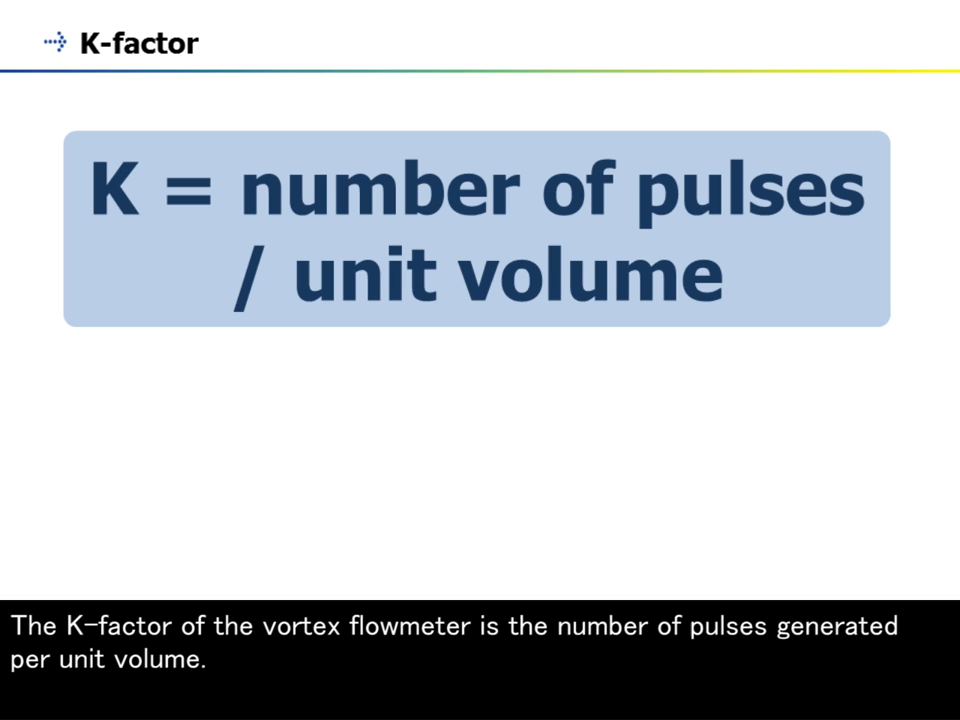 K-factor
K = number of pulses
/ unit volume
The K-factor of the vortex flowmeter is the number of pulses generated
per unit volume.